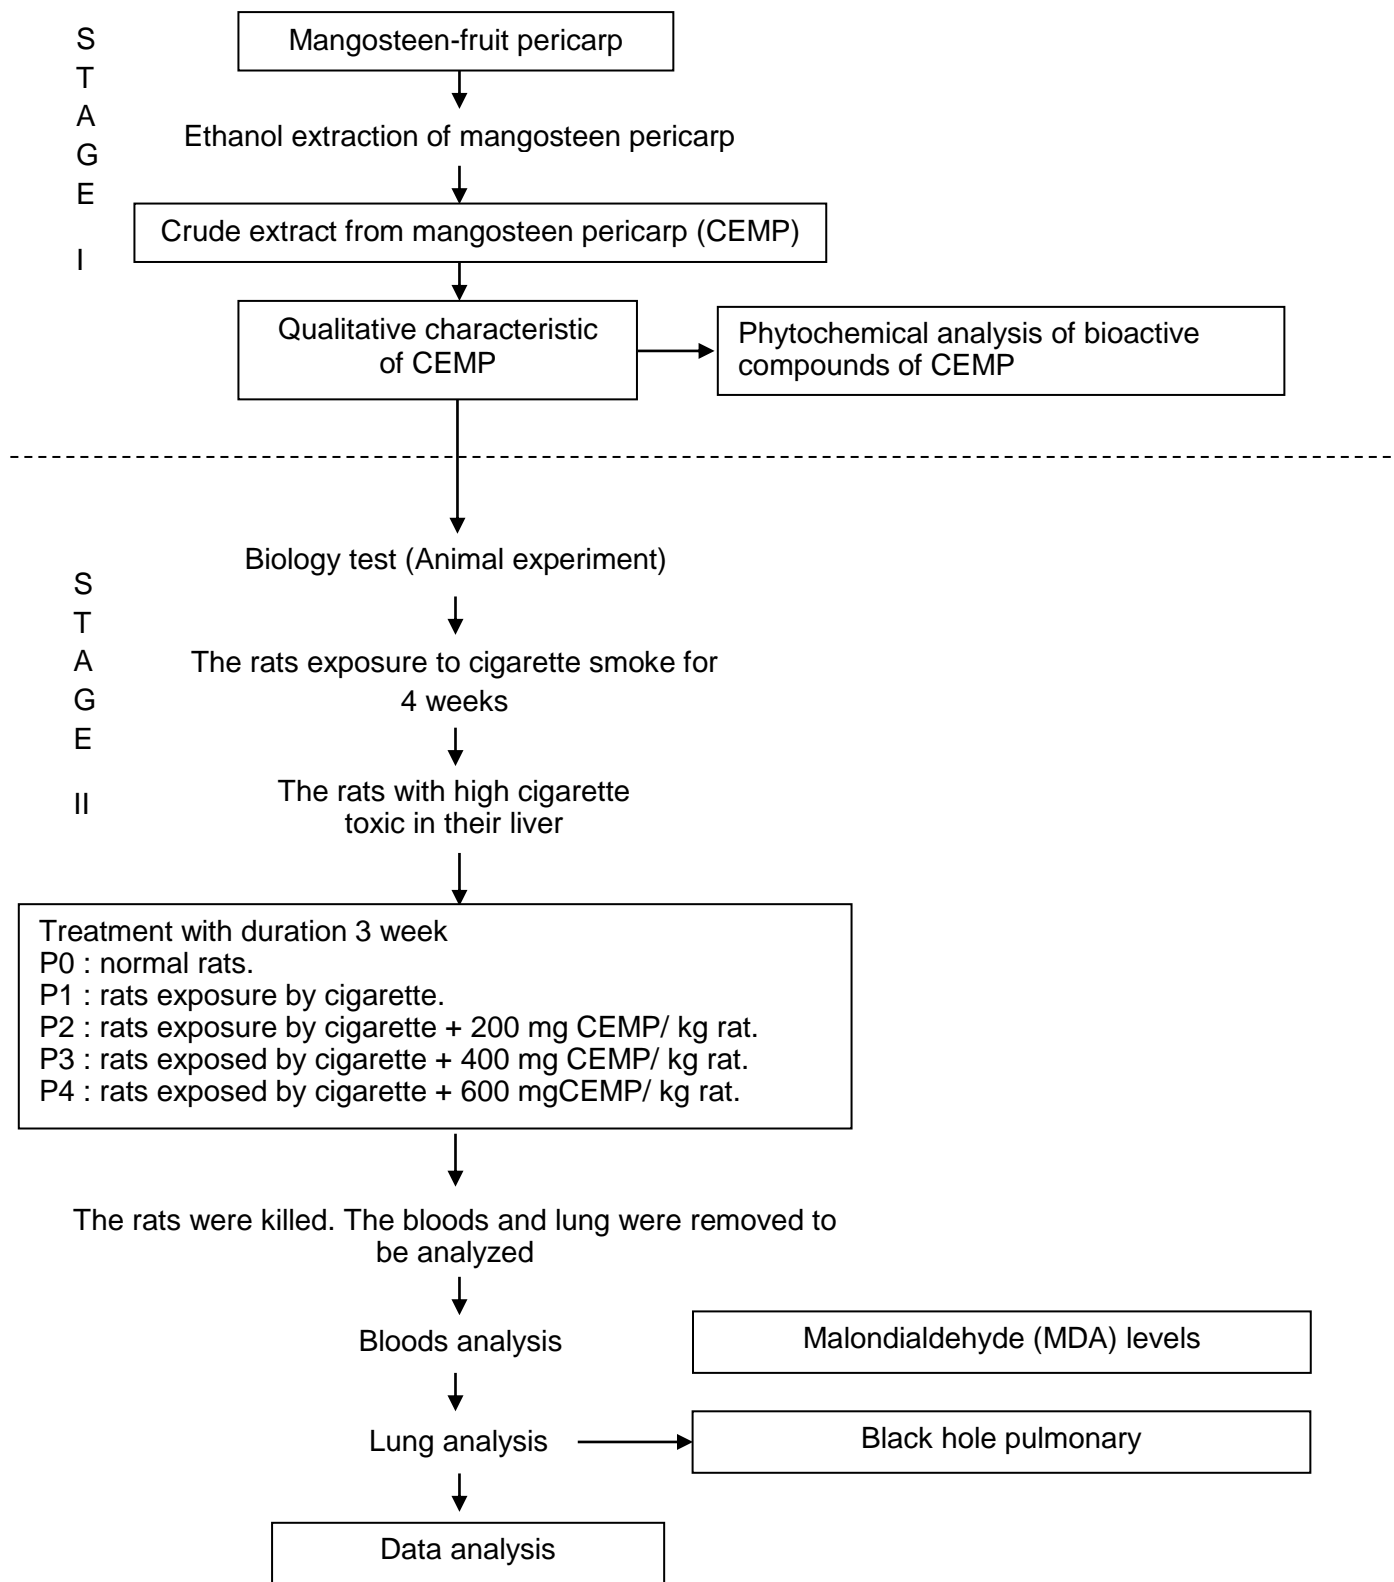 STAGE I
Mangosteen-fruit pericarp
Ethanol extraction of mangosteen pericarp
Crude extract from mangosteen pericarp (CEMP)
Qualitative characteristic
of CEMP
Phytochemical analysis of bioactive
compounds of CEMP
STAGE II
Biology test (Animal experiment)
The rats exposure to cigarette smoke for
4 weeks
The rats with high cigarette
toxic in their liver
Treatment with duration 3 week
P0 : normal rats.
P1 : rats exposure by cigarette.
P2 : rats exposure by cigarette + 200 mg CEMP/ kg rat.
P3 : rats exposed by cigarette + 400 mg CEMP/ kg rat.
P4 : rats exposed by cigarette + 600 mgCEMP/ kg rat.
The rats were killed. The bloods and lung were removed to
be analyzed
Bloods analysis
Malondialdehyde (MDA) levels
Lung analysis
Black hole pulmonary
Data analysis